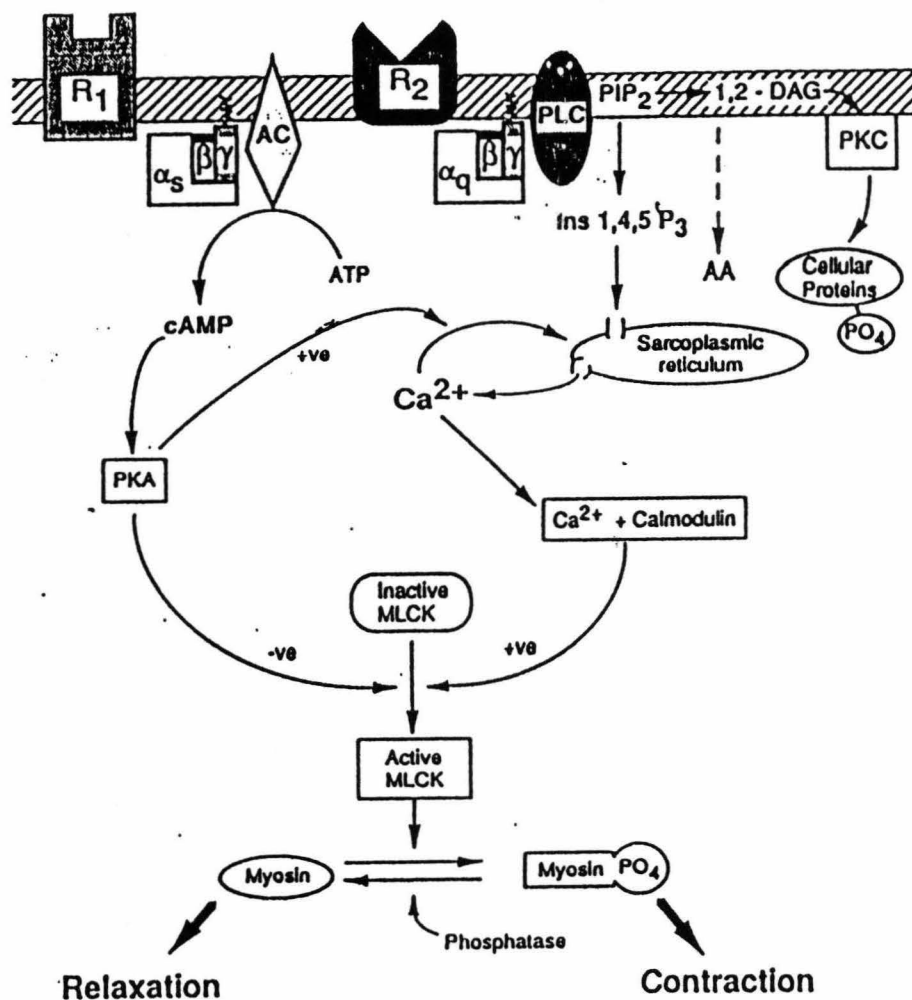 R1
R2
PLC
PIP2
1,2 - DAG
AC
αs
β
γ
αq
β
γ
PKC
Ins 1,4,5 P3
ATP
AA
Cellular
Proteins
PO4
cAMP
+ve
Sarcoplasmic
reticulum
Ca2+
PKA
Ca2+ + Calmodulin
Inactive
MLCK
-ve
+ve
Active
MLCK
Myosin
Myosin
PO4
Phosphatase
Relaxation
Contraction